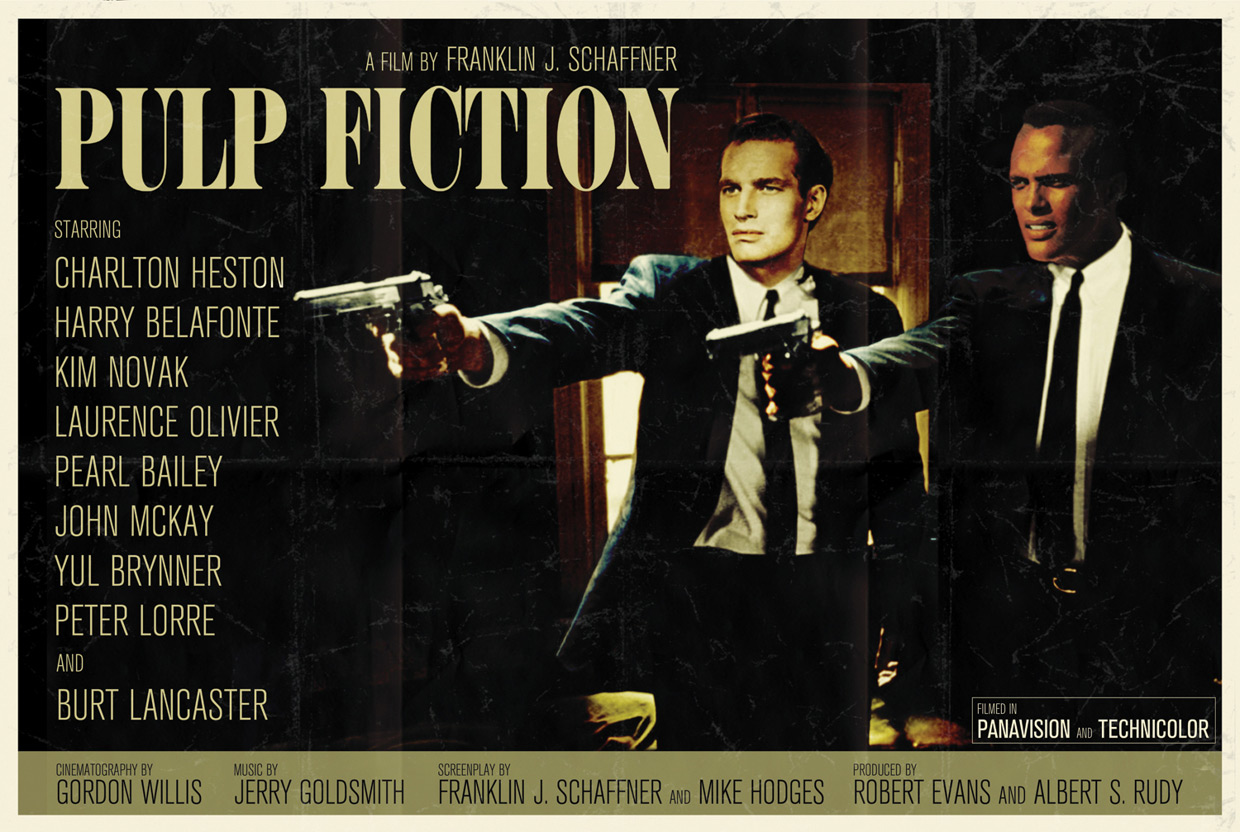 A FILM BY FRANKLIN J. SCHAFFNER
PULP FICTION
STARRING
CHARLTON HESTON
HARRY BELAFONTE
KIM NOVAK
LAURENCE OLIVIER
PEARL BAILEY
JOHN MCKAY
YUL BRYNNER
PETER LORRE
AND
BURT LANCASTER
FILMED IN
PANAVISION AND TECHNICOLOR
CINEMATOGRAPHY BY
GORDON WILLIS
MUSIC BY
JERRY GOLDSMITH
SCREENPLAY BY
FRANKLIN J. SCHAFFNER AND MIKE HODGES
PRODUCED BY
ROBERT EVANS AND ALBERT S. RUDY